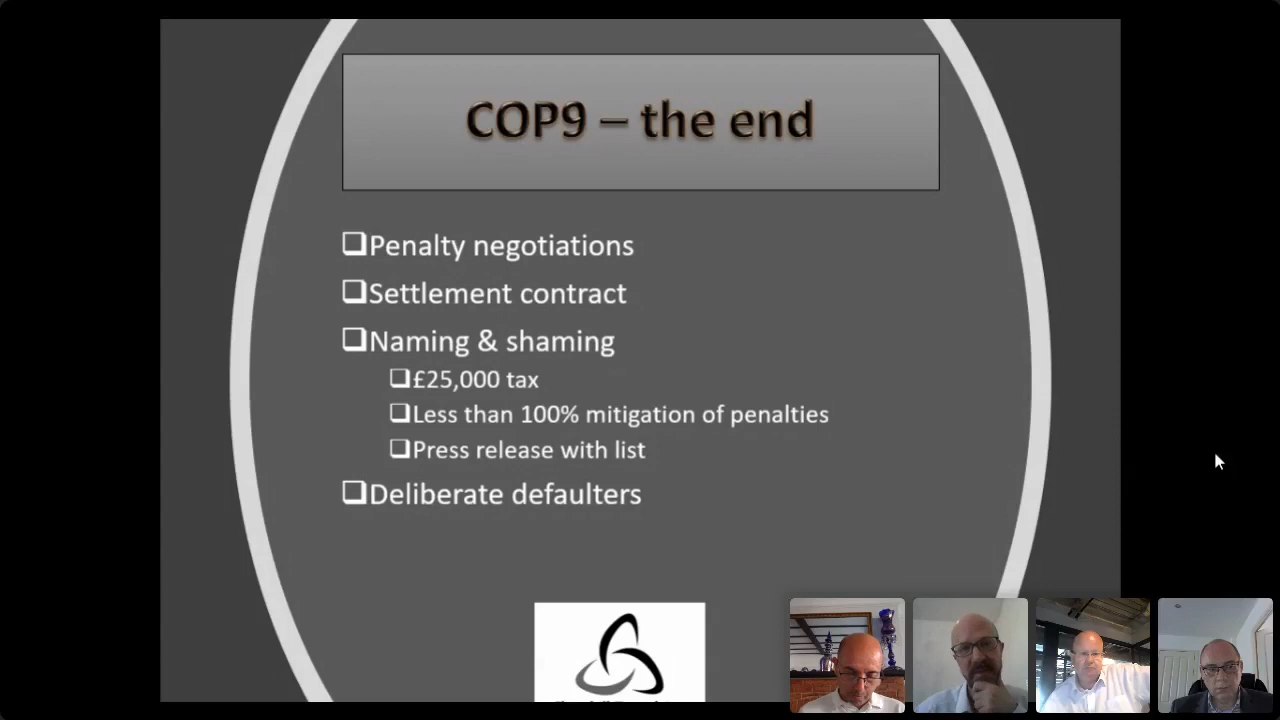 COP9 – the end
Penalty negotiations
Settlement contract
Naming & shaming
£25,000 tax
Less than 100% mitigation of penalties
Press release with list
Deliberate defaulters